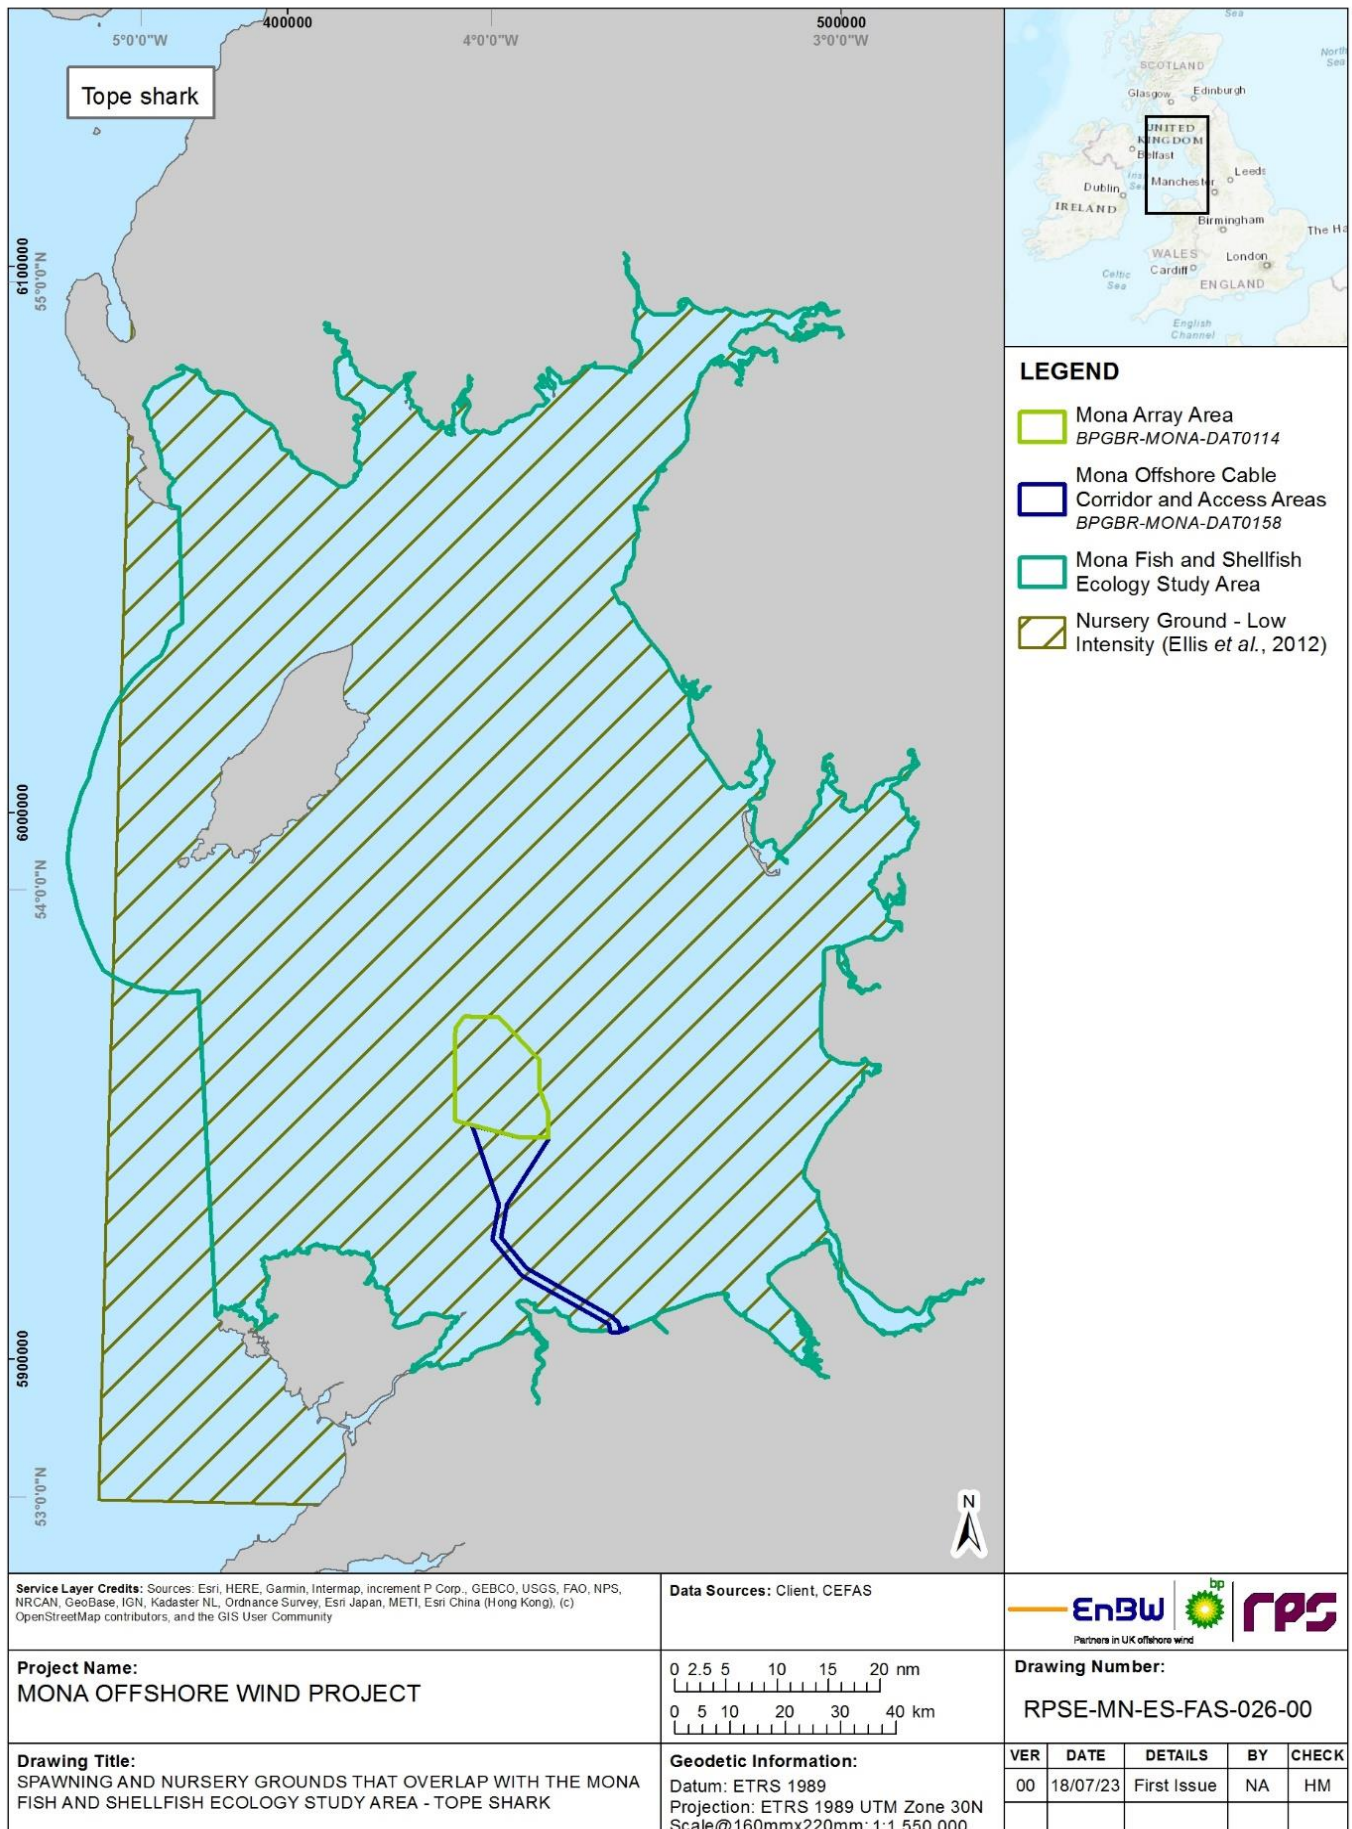 400000
500000
5°0'0"W
4°0'0"W
3°0'0"W
Tope shark
6100000
55°0'0"N
6000000
54°0'0"N
5900000
53°0'0"N
N
Sea
North
Sea
SCOTLAND
Glasgow
Edinburgh
UNITED
KINGDOM
Belfast
Leeds
Dublin
Manchester
IRELAND
Birmingham
The Ha
WALES
London
Cardiff
ENGLAND
Celtic
Sea
English
Channel
LEGEND
Mona Array Area
BPGBR-MONA-DAT0114
Mona Offshore Cable
Corridor and Access Areas
BPGBR-MONA-DAT0158
Mona Fish and Shellfish
Ecology Study Area
Nursery Ground - Low
Intensity (Ellis et al., 2012)
Service Layer Credits: Sources: Esri, HERE, Garmin, Intermap, increment P Corp., GEBCO, USGS, FAO, NPS,
NRCAN, GeoBase, IGN, Kadaster NL, Ordnance Survey, Esri Japan, METI, Esri China (Hong Kong), (c)
OpenStreetMap contributors, and the GIS User Community
Data Sources: Client, CEFAS
EnBW
bp
rps
Partners in UK offshore wind
Project Name:
MONA OFFSHORE WIND PROJECT
0 2.5 5 10 15 20 nm
0 5 10 20 30 40 km
Drawing Number:
RPSE-MN-ES-FAS-026-00
Drawing Title:
SPAWNING AND NURSERY GROUNDS THAT OVERLAP WITH THE MONA
FISH AND SHELLFISH ECOLOGY STUDY AREA - TOPE SHARK
Geodetic Information:
Datum: ETRS 1989
Projection: ETRS 1989 UTM Zone 30N
Scale@160mmx220mm: 1:1,550,000
VER DATE DETAILS BY CHECK
00 18/07/23 First Issue NA HM